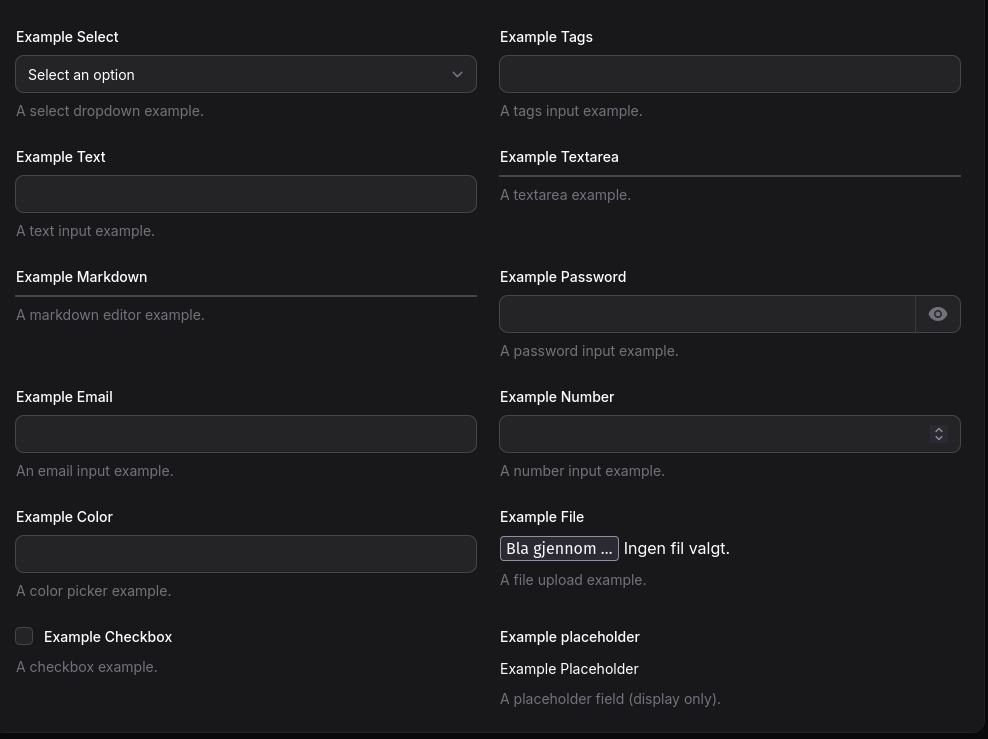 Example Select
Select an option
A select dropdown example.
Example Tags
A tags input example.
Example Text
A text input example.
Example Textarea
A textarea example.
Example Markdown
A markdown editor example.
Example Password
A password input example.
Example Email
An email input example.
Example Number
A number input example.
Example Color
A color picker example.
Example File
Bla gjennom ... Ingen fil valgt.
A file upload example.
Example Checkbox
A checkbox example.
Example placeholder
Example Placeholder
A placeholder field (display only).